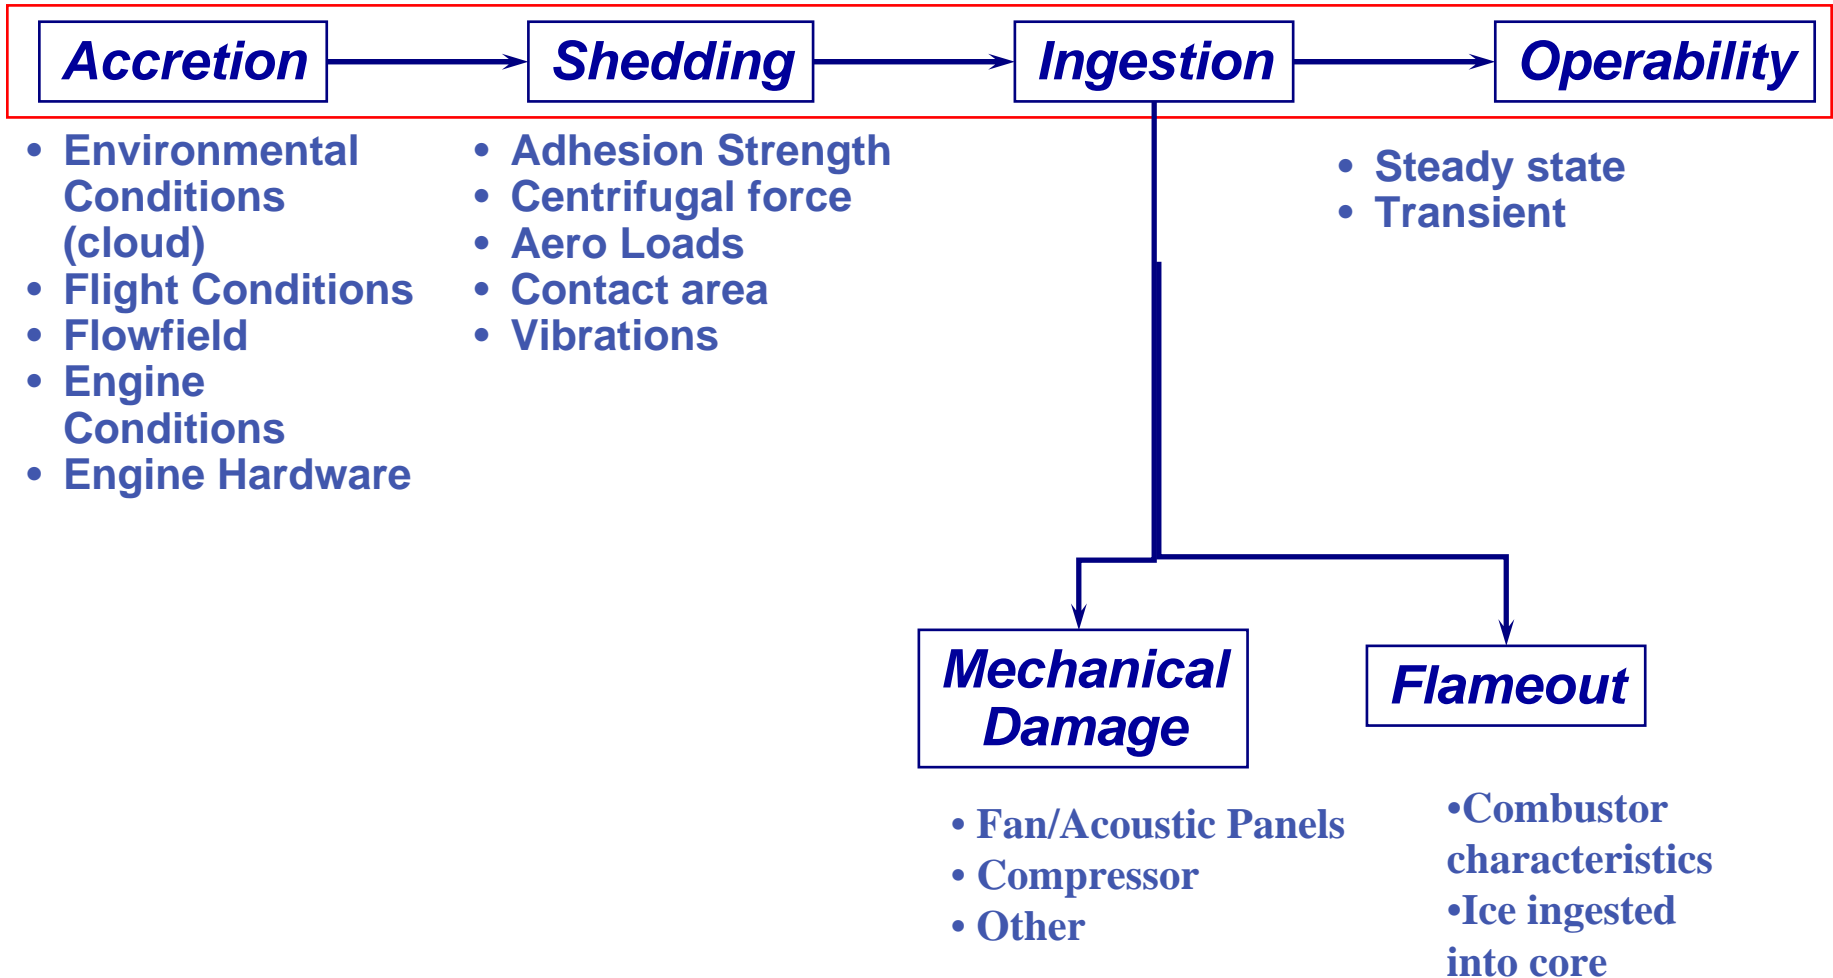 Accretion
Shedding
Ingestion
Operability
• Environmental
Conditions
(cloud)
• Flight Conditions
• Flowfield
• Engine
Conditions
• Engine Hardware
• Adhesion Strength
• Centrifugal force
• Aero Loads
• Contact area
• Vibrations
• Steady state
• Transient
Mechanical
Damage
• Fan/Acoustic Panels
• Compressor
• Other
Flameout
•Combustor
characteristics
•Ice ingested
into core